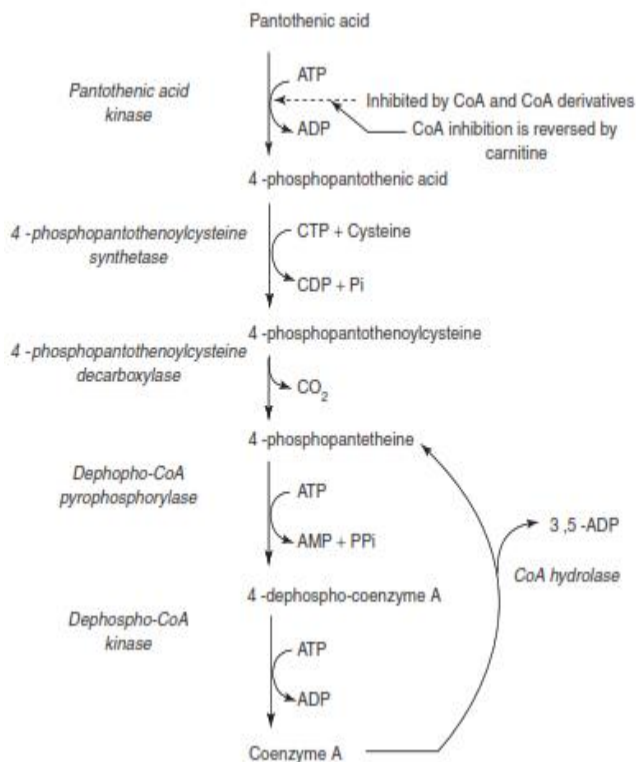 Pantothenic acid
ATP
Pantothenic acid
kinase
Inhibited by CoA and CoA derivatives
ADP
CoA inhibition is reversed by
carnitine
4 -phosphopantothenic acid
4 -phosphopantothenoylcysteine
synthetase
CTP + Cysteine
CDP + Pi
4 -phosphopantothenoylcysteine
4 -phosphopantothenoylcysteine
decarboxylase
CO2
4 -phosphopantetheine
Dephopho-CoA
pyrophosphorylase
ATP
AMP + PPi
3 ,5 -ADP
CoA hydrolase
4 -dephospho-coenzyme A
Dephospho-CoA
kinase
ATP
ADP
Coenzyme A